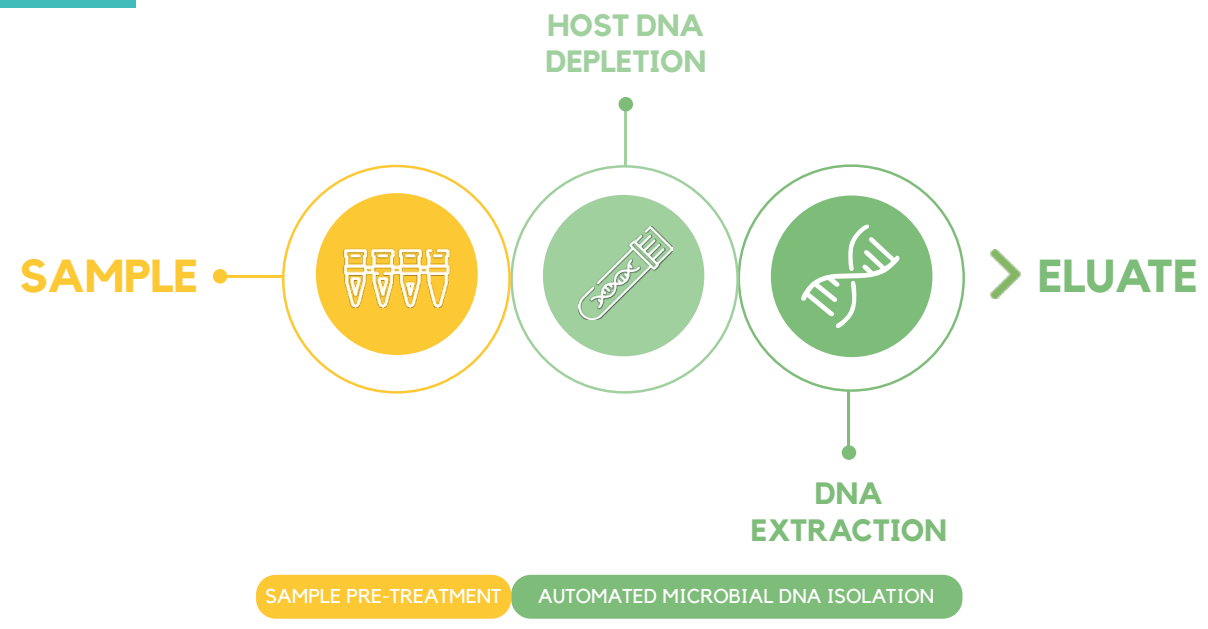 HOST DNA
DEPLETION
SAMPLE
ELUATE
DNA
EXTRACTION
SAMPLE PRE-TREATMENT
AUTOMATED MICROBIAL DNA ISOLATION